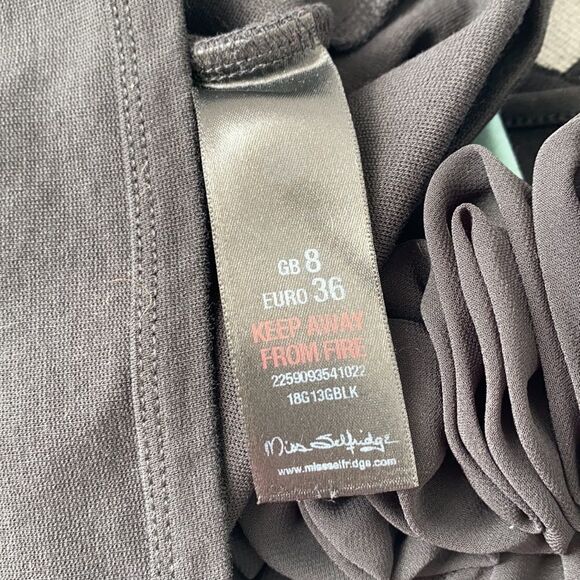 GB 8
EURO 36
KEEP AWAY
FROM FIRE
2259093541022
18G13GBLK
Miss Selfridge
www.missselfridge.com